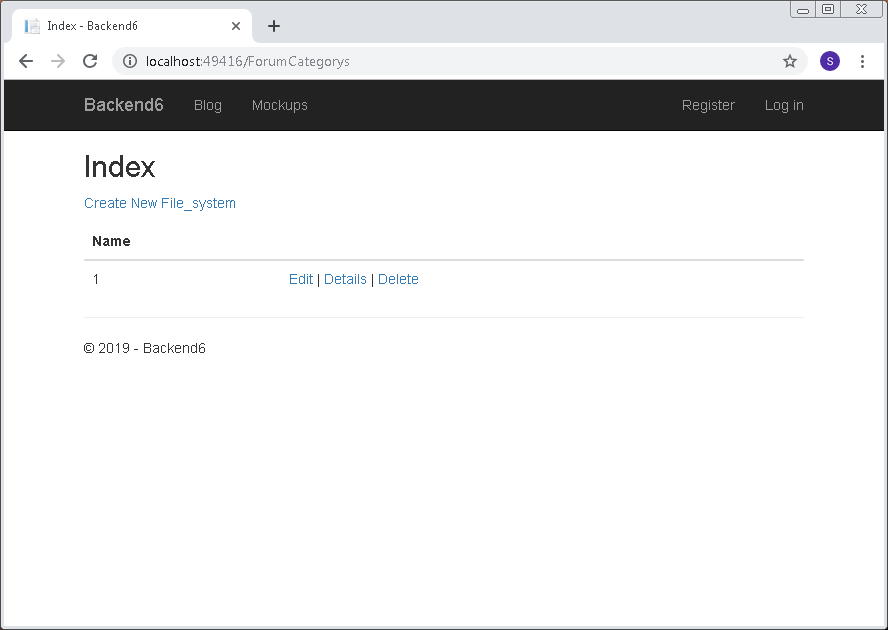 Index - Backend6
localhost:49416/ForumCategorys
S
Backend6 Blog Mockups Register Log in
Index
Create New File_system
Name
1 Edit | Details | Delete
© 2019 - Backend6